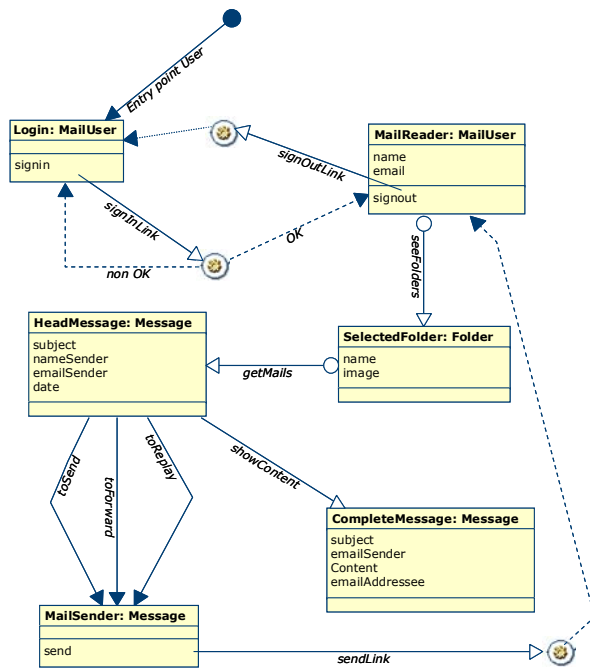 Entry point User
Login: MailUser
signin
signOutLink
MailReader: MailUser
name
email
signout
signInLink
OK
non OK
seeFolders
HeadMessage: Message
subject
nameSender
emailSender
date
SelectedFolder: Folder
name
image
getMails
toSend
toForward
toReplay
showContent
CompleteMessage: Message
subject
emailSender
Content
emailAddressee
MailSender: Message
send
sendLink